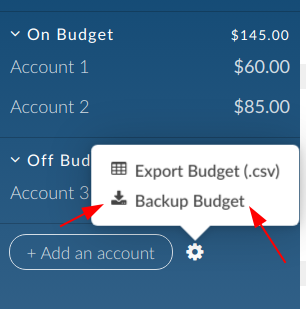 On Budget $145.00
Account 1 $60.00
Account 2 $85.00
Off Bud
Export Budget (.csv)
Account 3
Backup Budget
+ Add an account